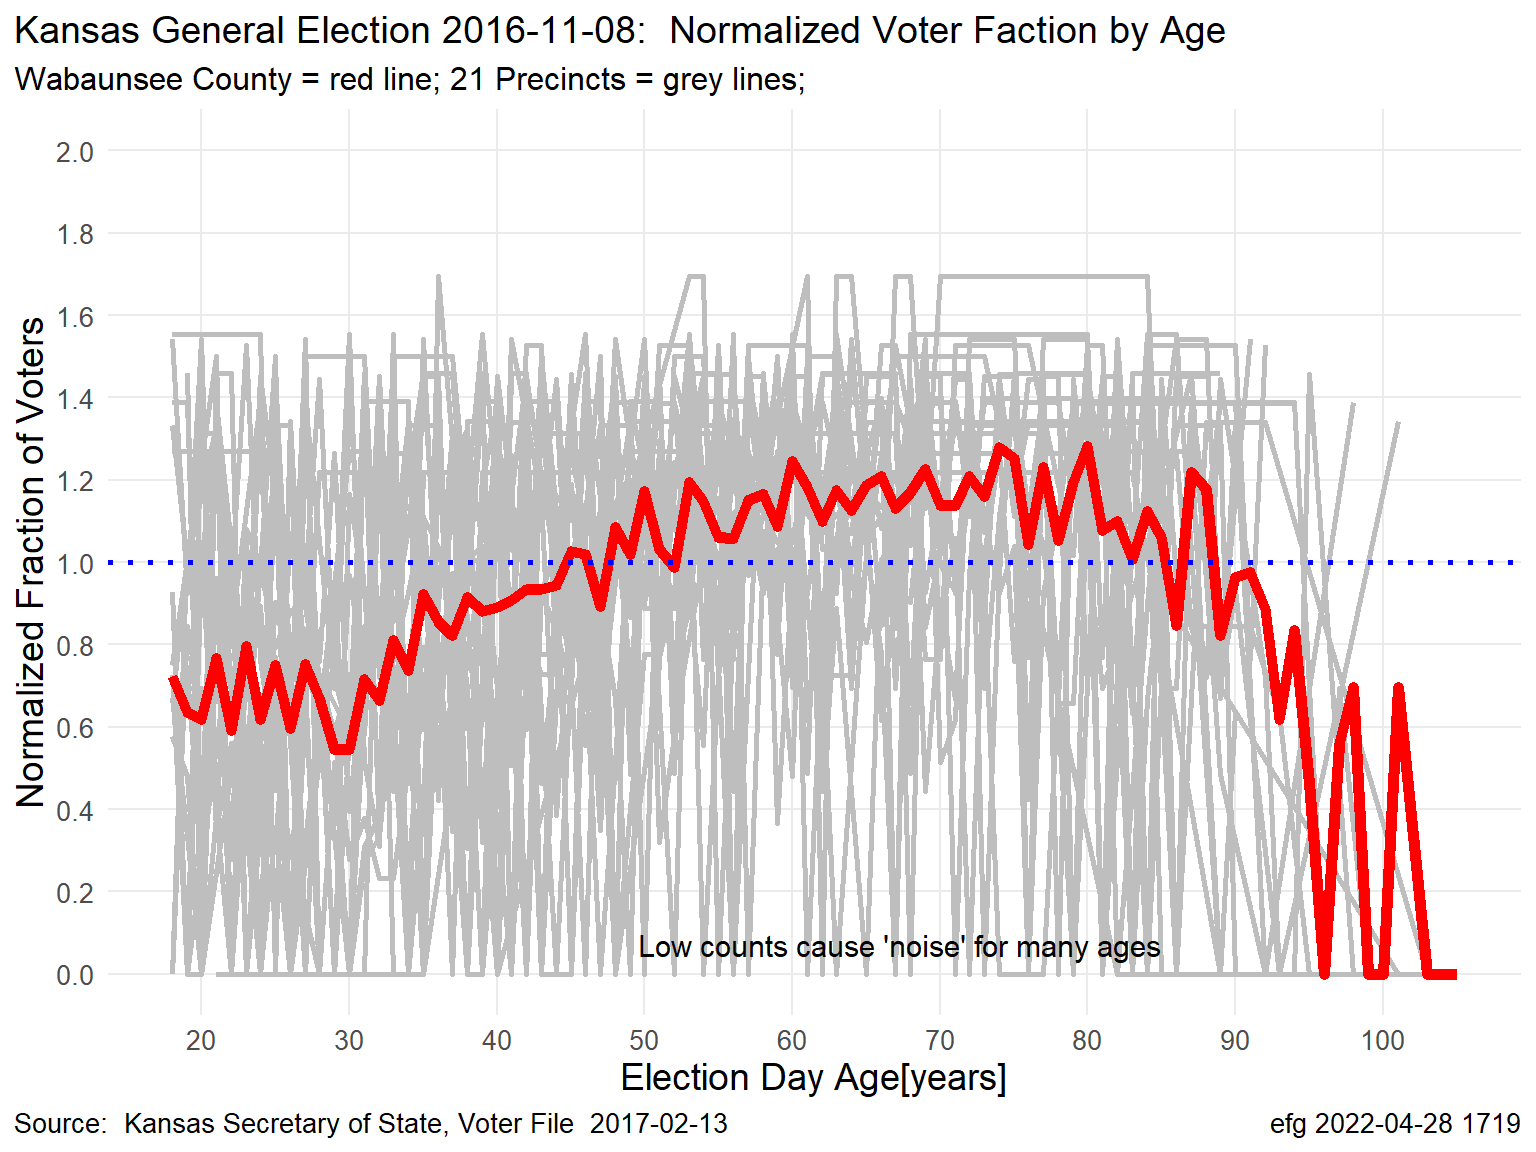 Kansas General Election 2016-11-08:  Normalized Voter Faction by Age
Wabaunsee County = red line; 21 Precincts = grey lines;
Normalized Fraction of Voters
2.0
1.8
1.6
1.4
1.2
1.0
0.8
0.6
0.4
0.2
0.0
Low counts cause 'noise' for many ages
20 30 40 50 60 70 80 90 100
Election Day Age[years]
Source:  Kansas Secretary of State, Voter File  2017-02-13
efg 2022-04-28 1719